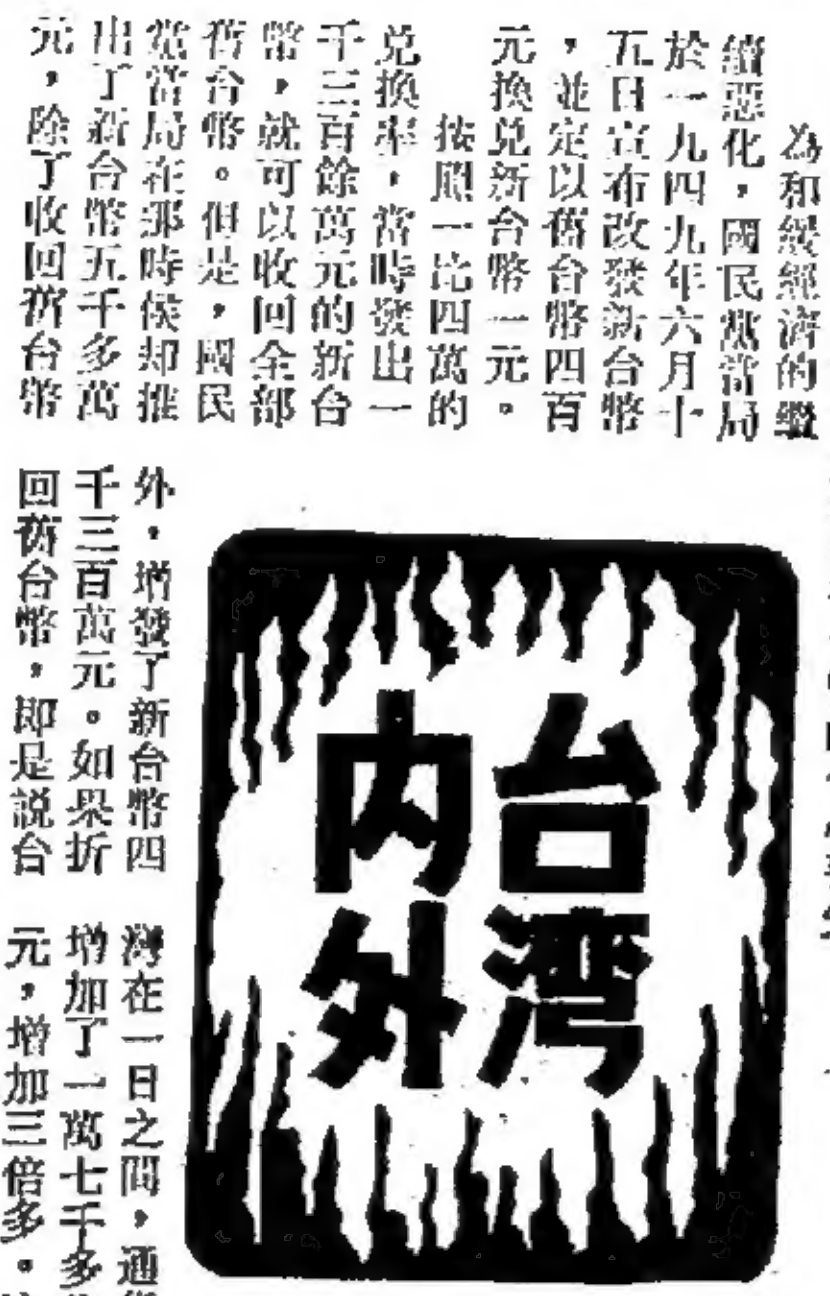 為和緩經濟的繼
續惡化，國民黨當局
於一九四九年六月十
五日宣布改發新台幣
，並定以舊台幣四百
元換兌新台幣一元。
按照一比四萬的
兌換率，當時發出一
千三百餘萬元的新台
幣，就可以收回全部
舊台幣。但是，國民
黨當局在那時候却推
出了新台幣五千多萬
元，除了收回舊台幣
台湾
内外
外，增發了新台幣四
千三百萬元。如果折
回舊台幣，即是説台
灣在一日之間，通
增加了一萬七千多
元，增加三倍多。